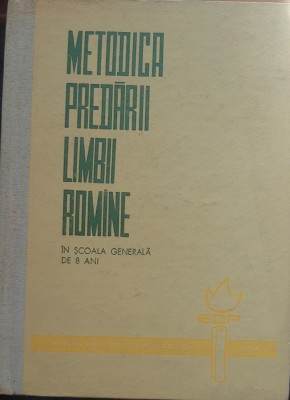 METODICA
PREDĂRII
LIMBII
ROMÎNE
ÎN ȘCOALA GENERALĂ
DE 8 ANI